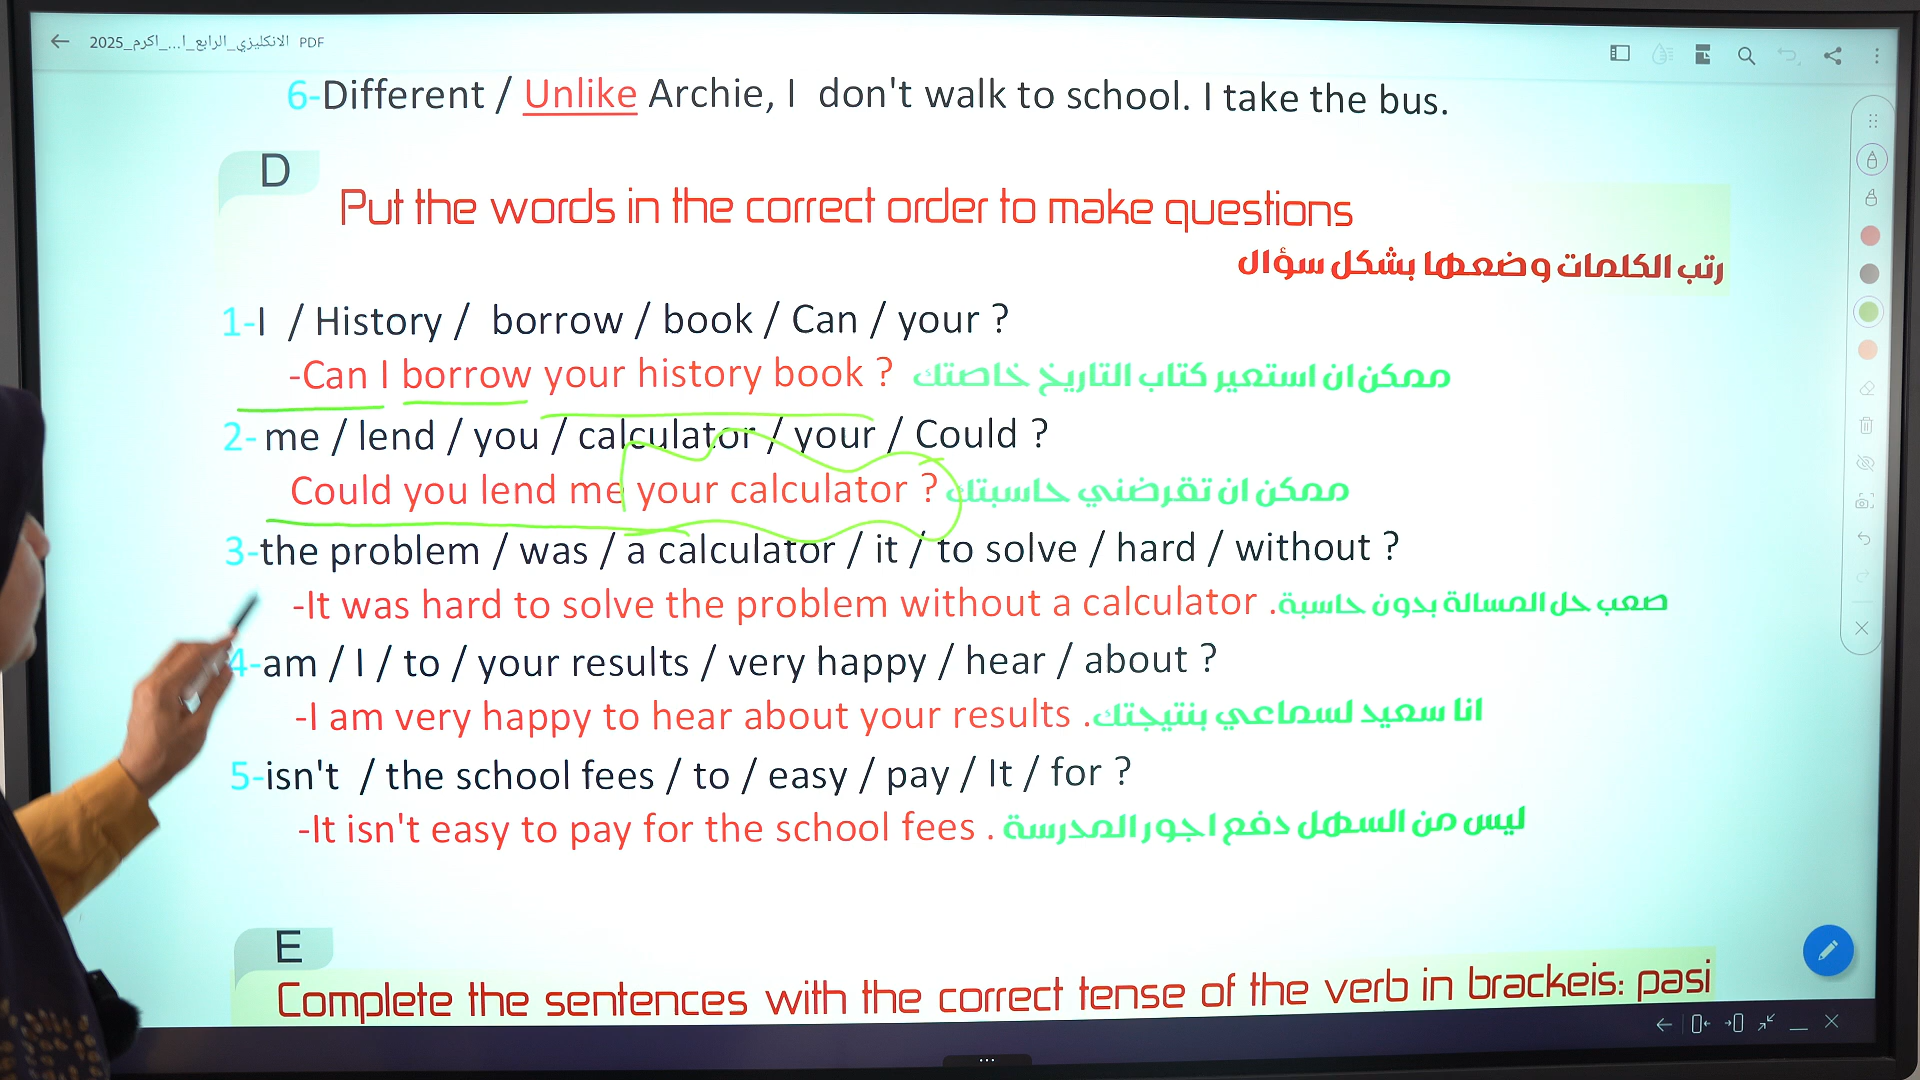 2025_الانكليزي_الرابع_ا..._اكرم PDF
6-Different / Unlike Archie, I don't walk to school. I take the bus.
D
Put the words in the correct order to make questions
رتب الكلمات وضعها بشكل سؤال
1-I / History / borrow / book / Can / your ?
-Can I borrow your history book ? ممكن ان استعير كتاب التاريخ خاصتك
2- me / lend / you / calculator / your / Could ?
Could you lend me your calculator ? ممكن ان تقرضني حاسبتك
3-the problem / was / a calculator / it / to solve / hard / without ?
-It was hard to solve the problem without a calculator .صعب حل المسالة بدون حاسبة
4-am / I / to / your results / very happy / hear / about ?
-I am very happy to hear about your results .انا سعيد لسماعي بنتيجتك
5-isn't / the school fees / to / easy / pay / It / for ?
-It isn't easy to pay for the school fees . ليس من السهل دفع اجور المدرسة
E
Complete the sentences with the correct tense of the verb in brackeis: pasi